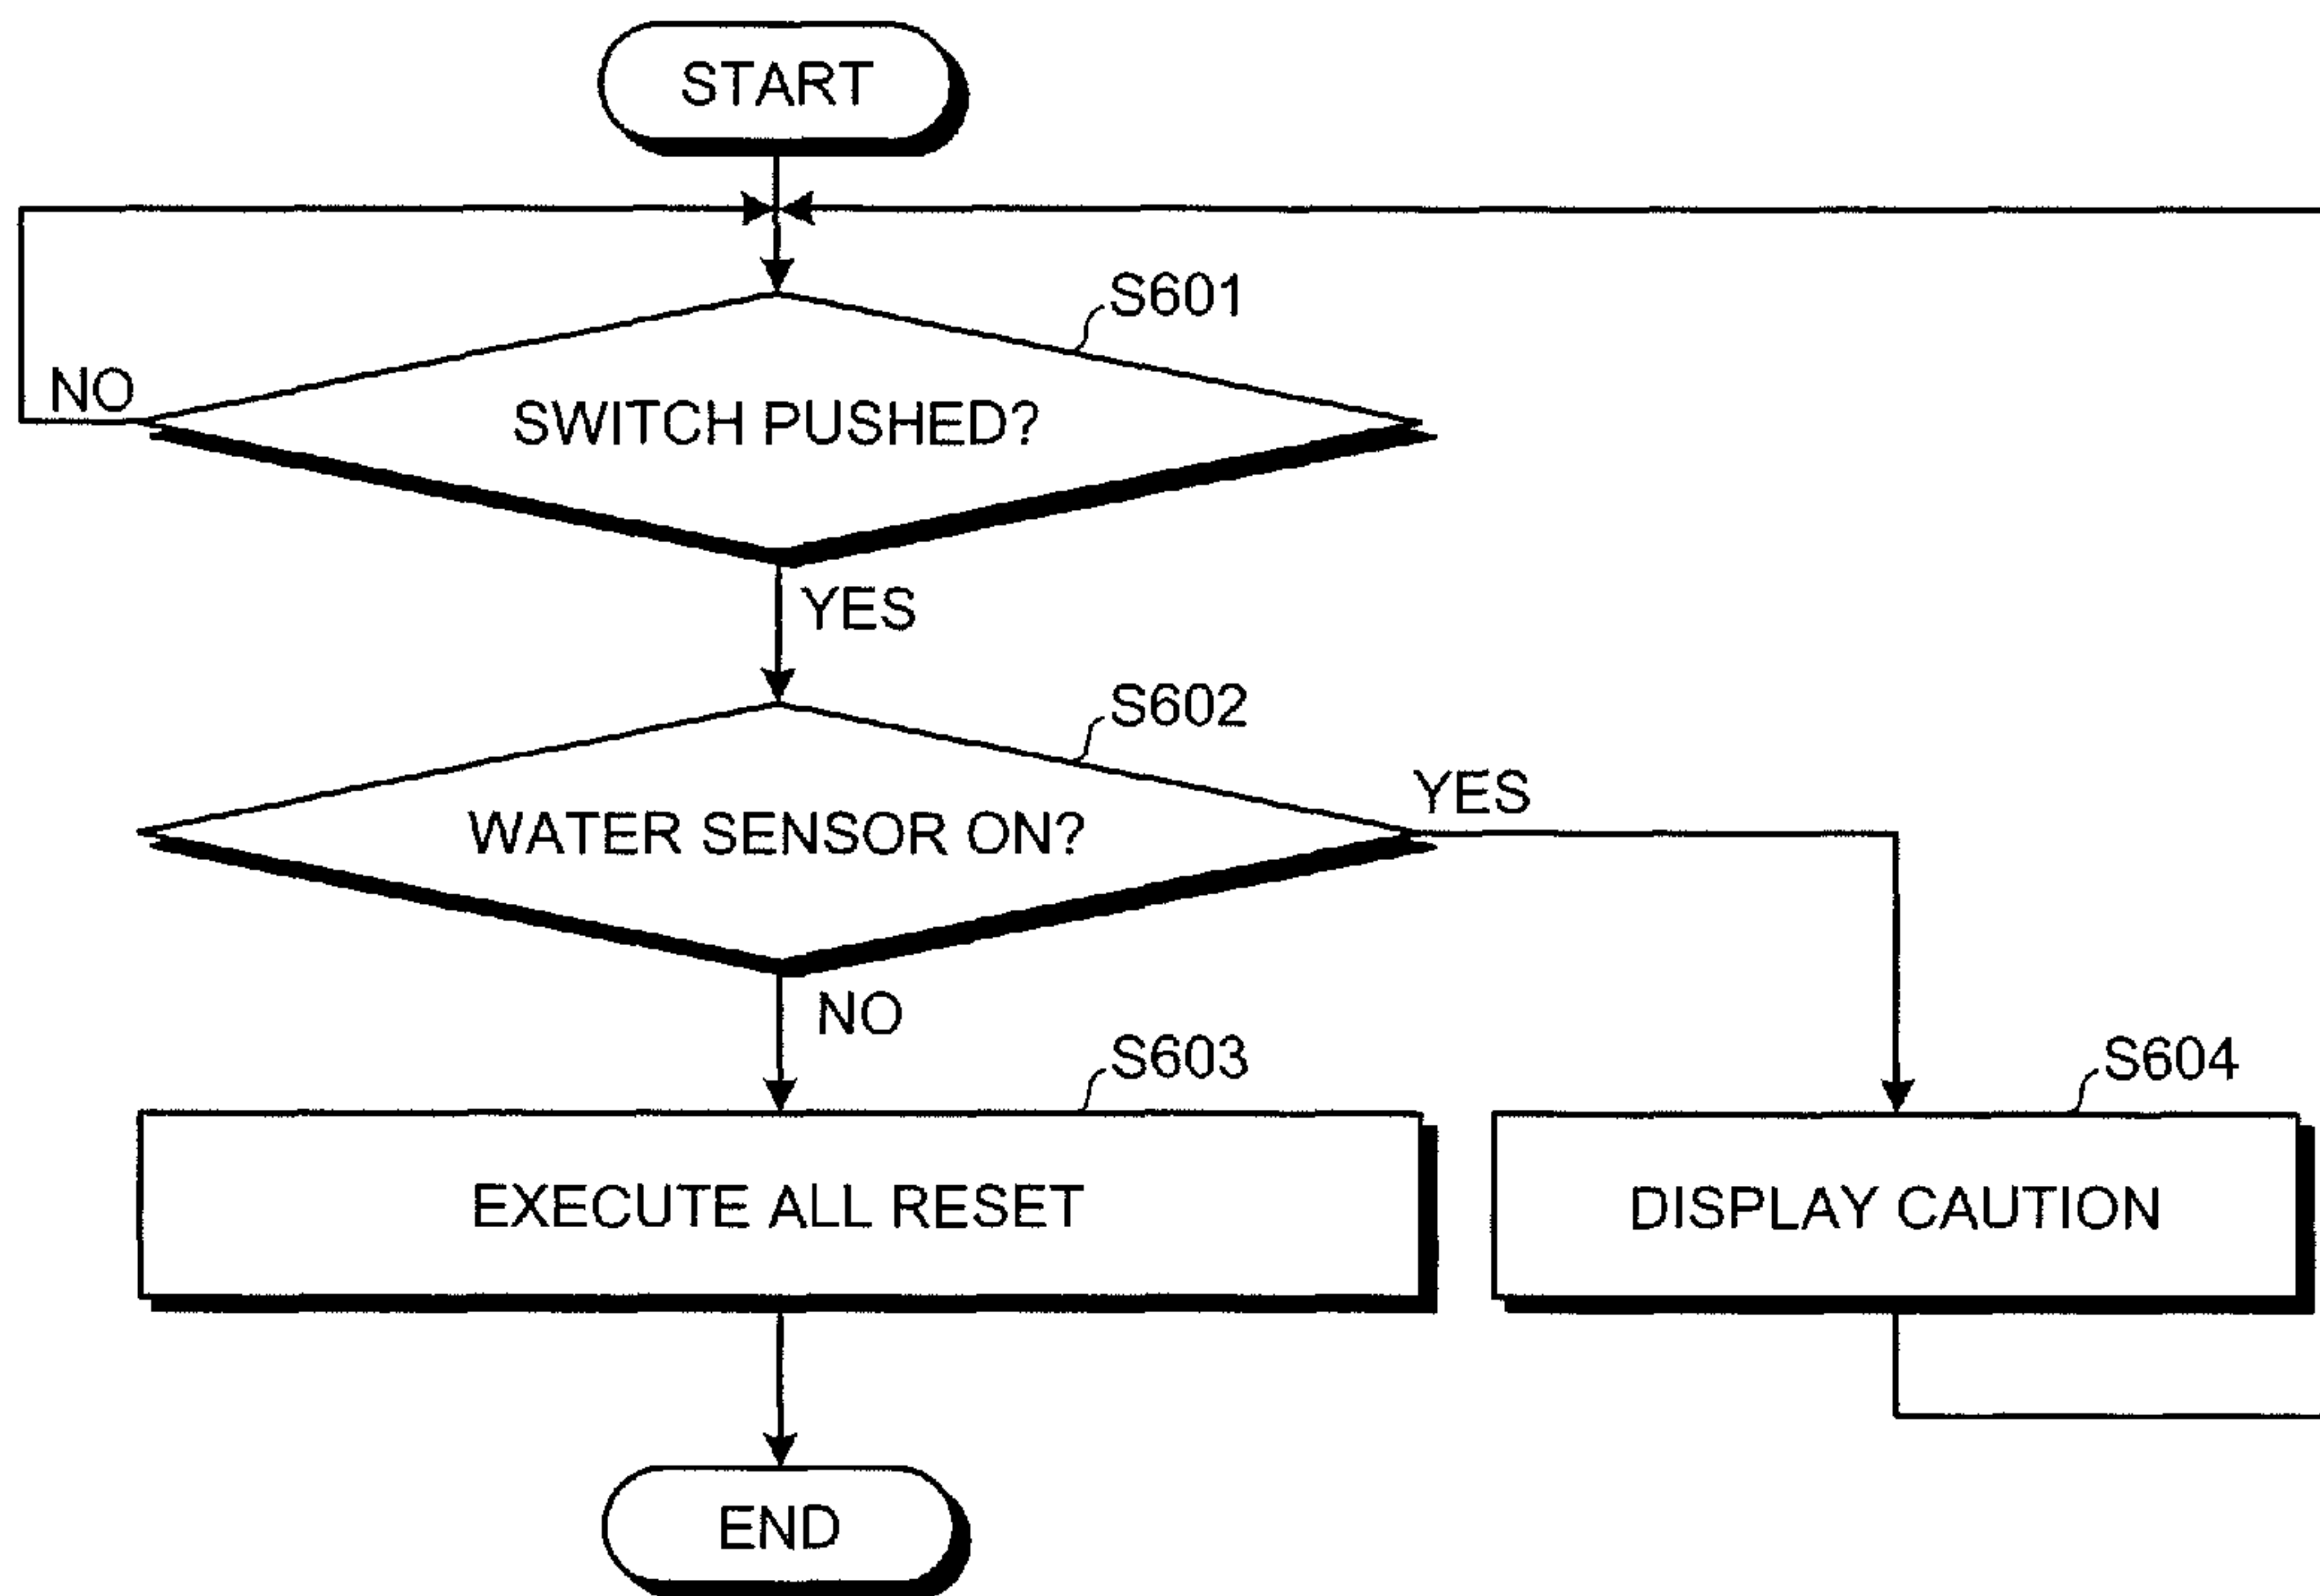 START
S601
NO
SWITCH PUSHED?
YES
S602
YES
WATER SENSOR ON?
NO
S603
S604
EXECUTE ALL RESET
DISPLAY CAUTION
END